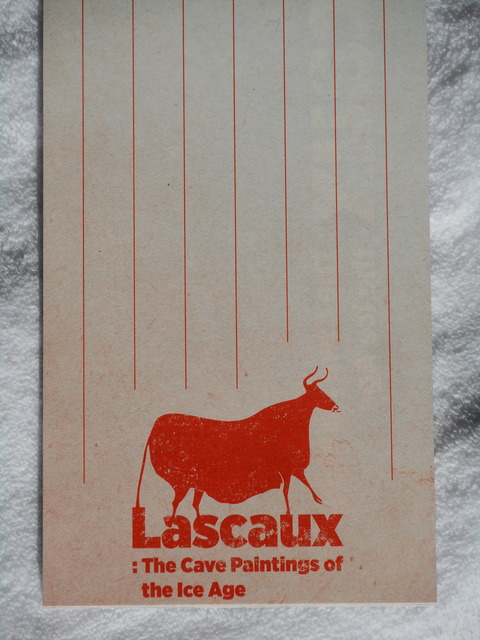 Lascaux
: The Cave Paintings of
the Ice Age